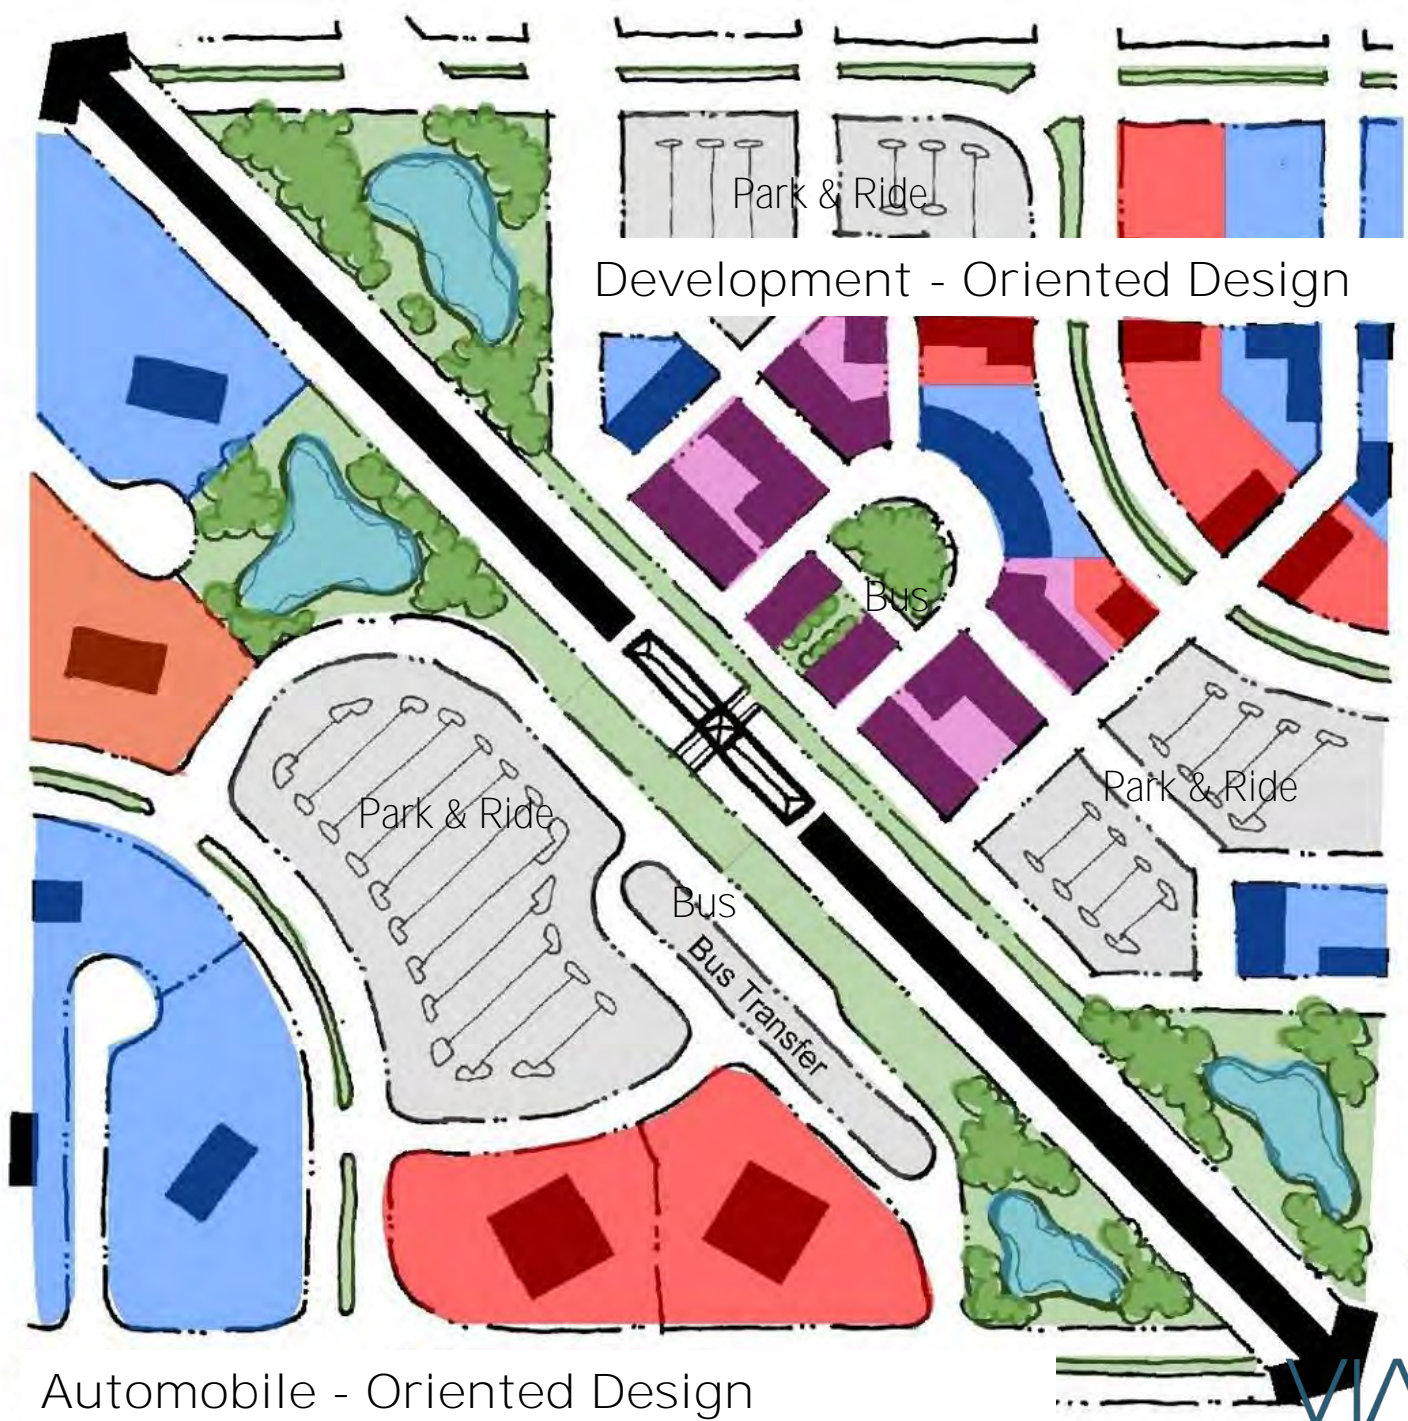 Park & Ride
Development - Oriented Design
Bus
Park & Ride
Park & Ride
Bus
Bus Transfer
Automobile - Oriented Design